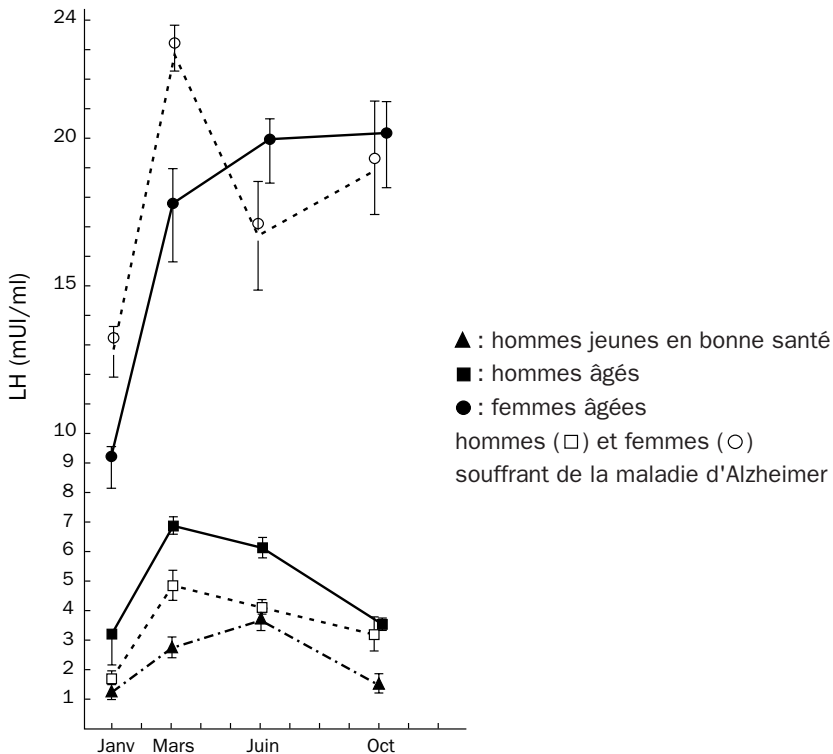 24
20
15
10
9
8
7
6
5
4
3
2
1
LH (mUI/ml)
Janv Mars Juin Oct
▲ : hommes jeunes en bonne santé
■ : hommes âgés
● : femmes âgées
hommes (□) et femmes (○)
souffrant de la maladie d'Alzheimer